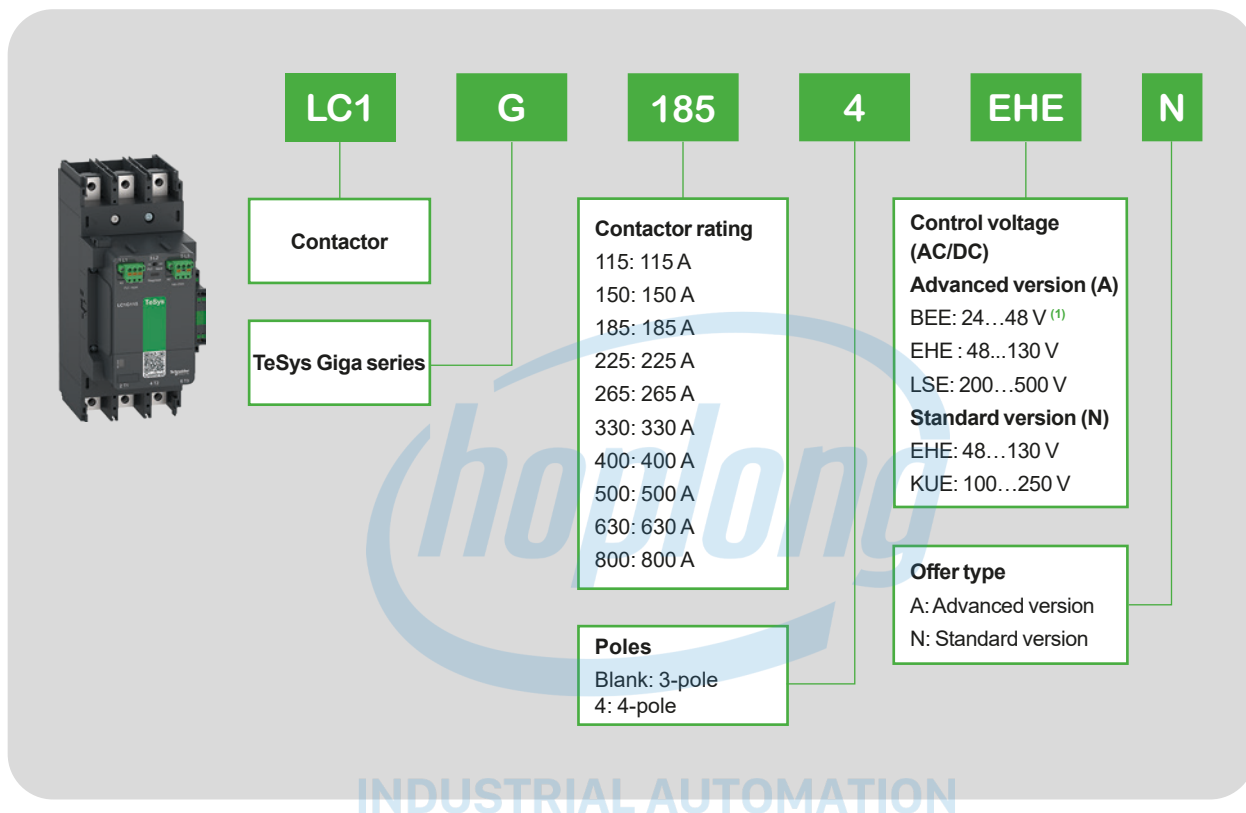 LC1 G 185 4 EHE N
Contactor
TeSys Giga series
Contactor rating
115: 115 A
150: 150 A
185: 185 A
225: 225 A
265: 265 A
330: 330 A
400: 400 A
500: 500 A
630: 630 A
800: 800 A
Poles
Blank: 3-pole
4: 4-pole
Control voltage
(AC/DC)
Advanced version (A)
BEE: 24…48 V (1)
EHE : 48...130 V
LSE: 200…500 V
Standard version (N)
EHE: 48…130 V
KUE: 100…250 V
Offer type
A: Advanced version
N: Standard version
TeSys
hoplong
INDUSTRIAL AUTOMATION